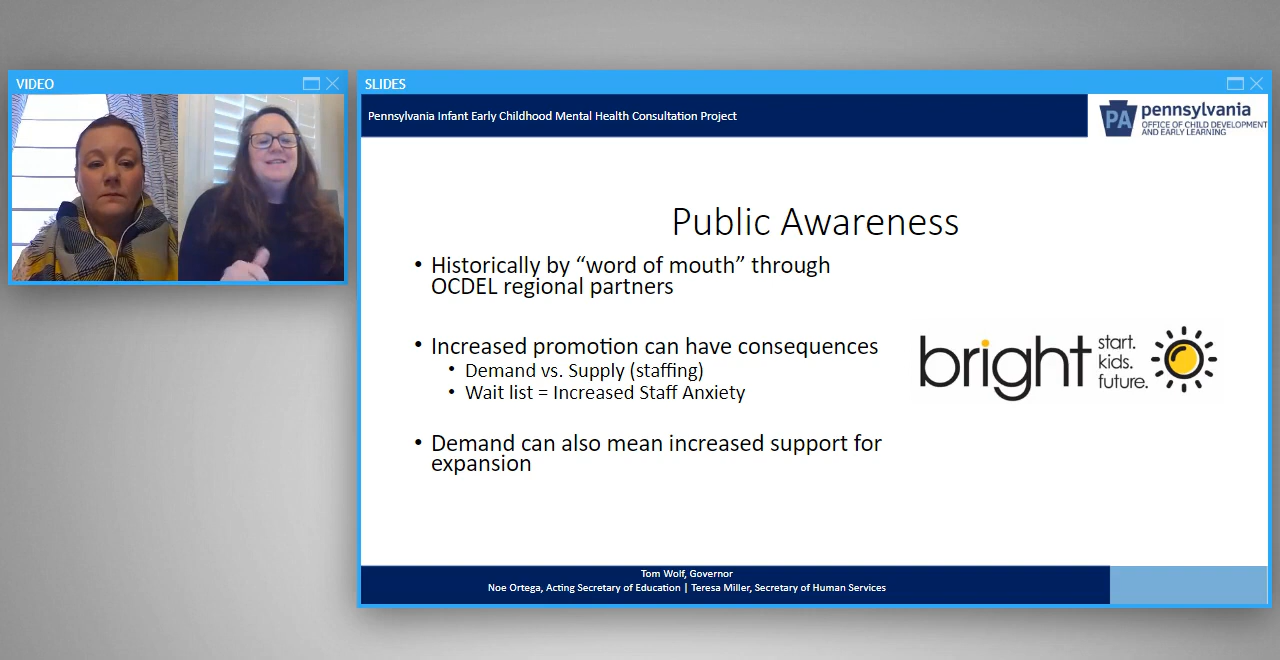 VIDEO
SLIDES
Pennsylvania Infant Early Childhood Mental Health Consultation Project
PA
pennsylvania
OFFICE OF CHILD DEVELOPMENT
AND EARLY LEARNING
Public Awareness
• Historically by “word of mouth” through
OCDEL regional partners
• Increased promotion can have consequences
• Demand vs. Supply (staffing)
• Wait list = Increased Staff Anxiety
• Demand can also mean increased support for
expansion
bright
start.
kids.
future.
Tom Wolf, Governor
Noe Ortega, Acting Secretary of Education | Teresa Miller, Secretary of Human Services